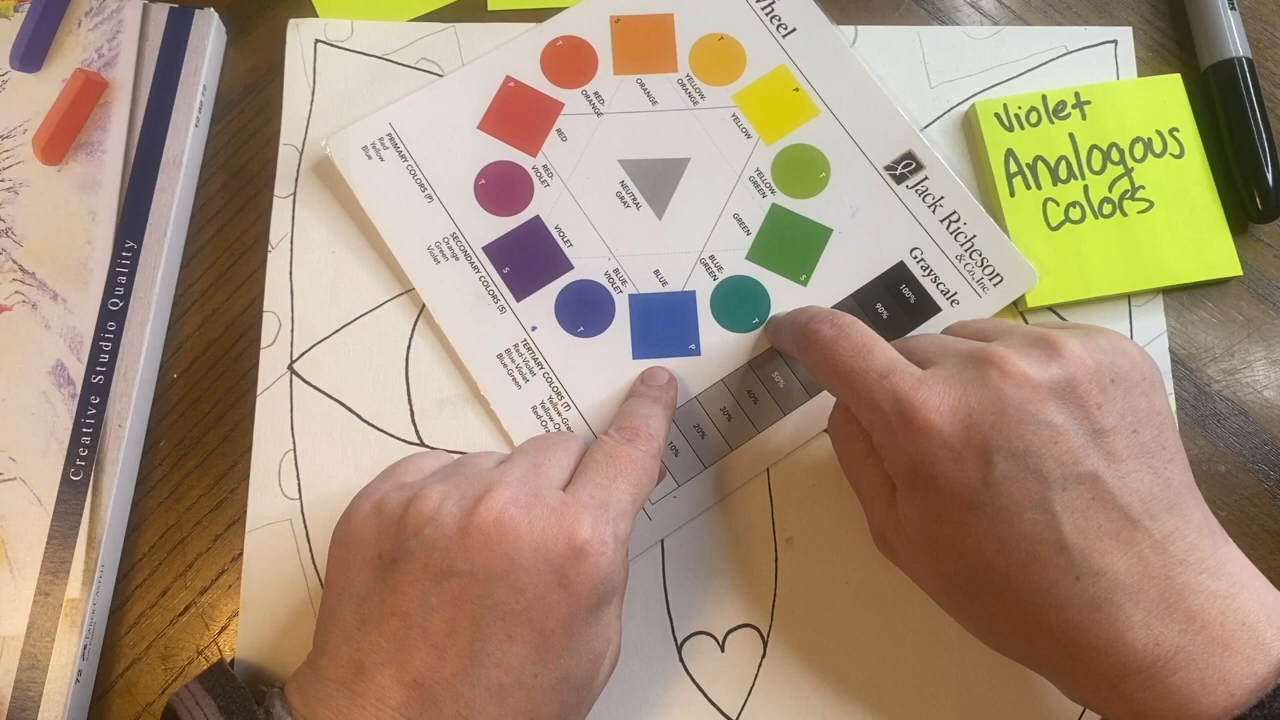 Wheel
S
ORANGE
T
RED-
ORANGE
T
YELLOW-
ORANGE
P
RED
P
YELLOW
T
RED-
VIOLET
T
YELLOW-
GREEN
S
VIOLET
S
GREEN
BLUE-
VIOLET
P
BLUE
T
BLUE-
GREEN
NEUTRAL
GRAY
PRIMARY COLORS (P)
Red
Yellow
Blue
SECONDARY COLORS (S)
Orange
Green
Violet
TERTIARY COLORS (T)
Red-Violet
Blue-Violet
Blue-Green
Jack Richeson
& Co., Inc.
Grayscale
100%
90%
50%
40%
30%
20%
10%
Violet
Analogous
Colors
Creative Studio Quality